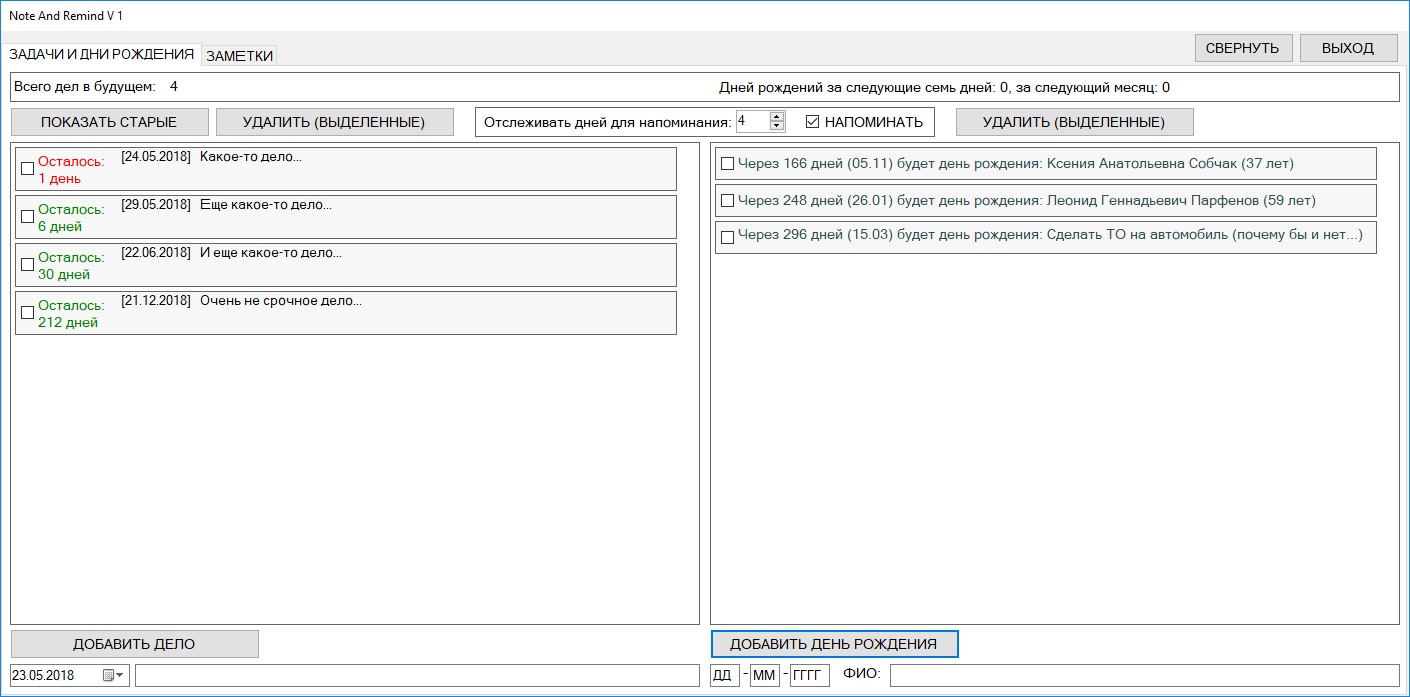 Note And Remind V 1
ЗАДАЧИ И ДНИ РОЖДЕНИЯ ЗАМЕТКИ СВЕРНУТЬ ВЫХОД
Всего дел в будущем: 4 Дней рождений за следующие семь дней: 0, за следующий месяц: 0
ПОКАЗАТЬ СТАРЫЕ УДАЛИТЬ (ВЫДЕЛЕННЫЕ) Отслеживать дней для напоминания: 4 НАПОМИНАТЬ УДАЛИТЬ (ВЫДЕЛЕННЫЕ)
Осталось: [24.05.2018] Какое-то дело...
1 день
Осталось: [29.05.2018] Еще какое-то дело...
6 дней
Осталось: [22.06.2018] И еще какое-то дело...
30 дней
Осталось: [21.12.2018] Очень не срочное дело...
212 дней
Через 166 дней (05.11) будет день рождения: Ксения Анатольевна Собчак (37 лет)
Через 248 дней (26.01) будет день рождения: Леонид Геннадьевич Парфенов (59 лет)
Через 296 дней (15.03) будет день рождения: Сделать ТО на автомобиль (почему бы и нет...)
ДОБАВИТЬ ДЕЛО ДОБАВИТЬ ДЕНЬ РОЖДЕНИЯ
23.05.2018 ДД - ММ - ГГГГ ФИО: